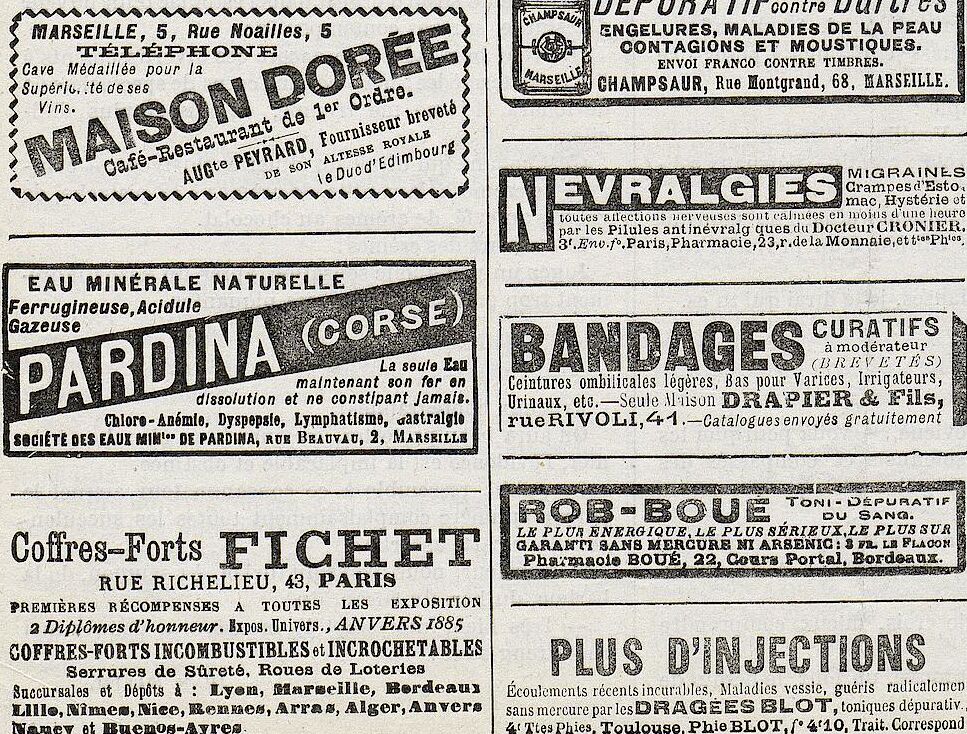 MARSEILLE, 5, Rue Noailles, 5
TÉLÉPHONE
Cave Médaillée pour la
Supério.ité de ses
Vins.
MAISON DORÉE
Café-Restaurant de 1er Ordre.
AUGte PEYRARD, Fournisseur breveté
DE SON ALTESSE ROYALE
le Duc d'Edimbourg
EAU MINÉRALE NATURELLE
Ferrugineuse, Acidule
Gazeuse
PARDINA (CORSE)
La seule Eau
maintenant son fer en
dissolution et ne constipant jamais.
Chloro-Anémie, Dyspepsie, Lymphatisme, Gastralgie
SOCIÉTÉ DES EAUX MINles DE PARDINA, RUE BEAUVAU, 2, MARSEILLE
Coffres-Forts FICHET
RUE RICHELIEU, 43, PARIS
PREMIÈRES RÉCOMPENSES A TOUTES LES EXPOSITION
2 Diplômes d'honneur. Expos. Univers., ANVERS 1885
COFFRES-FORTS INCOMBUSTIBLES et INCROCHETABLES
Serrures de Sûreté, Roues de Loteries
Succursales et Dépôts à : Lyon, Marseille, Bordeaux
Lille, Nîmes, Nice, Rennes, Arras, Alger, Anvers
Nancy et Buenos-Ayres.
CHAMPSAUR
MARSEILLE
DÉPURATIF contre Dartres
ENGELURES, MALADIES DE LA PEAU
CONTAGIONS ET MOUSTIQUES.
ENVOI FRANCO CONTRE TIMBRES.
CHAMPSAUR, Rue Montgrand, 68, MARSEILLE.
NEVRALGIES MIGRAINES
Crampes d'Esto-
mac, Hystérie et
toutes affections nerveuses sont calmées en moins d'une heure
par les Pilules antinévralg ques du Docteur CRONIER.
3f. Env. fo. Paris, Pharmacie, 23, r. de la Monnaie, et ttes Phies.
BANDAGES CURATIFS
à modérateur
(BREVETÉS)
Ceintures ombilicales légères, Bas pour Varices, Irrigateurs,
Urinaux, etc. — Seule Maison DRAPIER & Fils,
rue RIVOLI, 41. — Catalogues envoyés gratuitement
ROB-BOUÉ TONI-DÉPURATIF
DU SANG.
LE PLUS ENERGIQUE, LE PLUS SÉRIEUX, LE PLUS SUR
GARANTI SANS MERCURE NI ARSENIC: 3 FR. LE FLACON
Pharmacie BOUÉ, 22, Cours Portal, Bordeaux.
PLUS D'INJECTIONS
Écoulements récents incurables, Maladies vessie, guéris radicalemen
sans mercure par les DRAGÉES BLOT, toniques dépurativ.
4f Ttes Phies, Toulouse, Phie BLOT, fo 4f10, Trait. Correspond